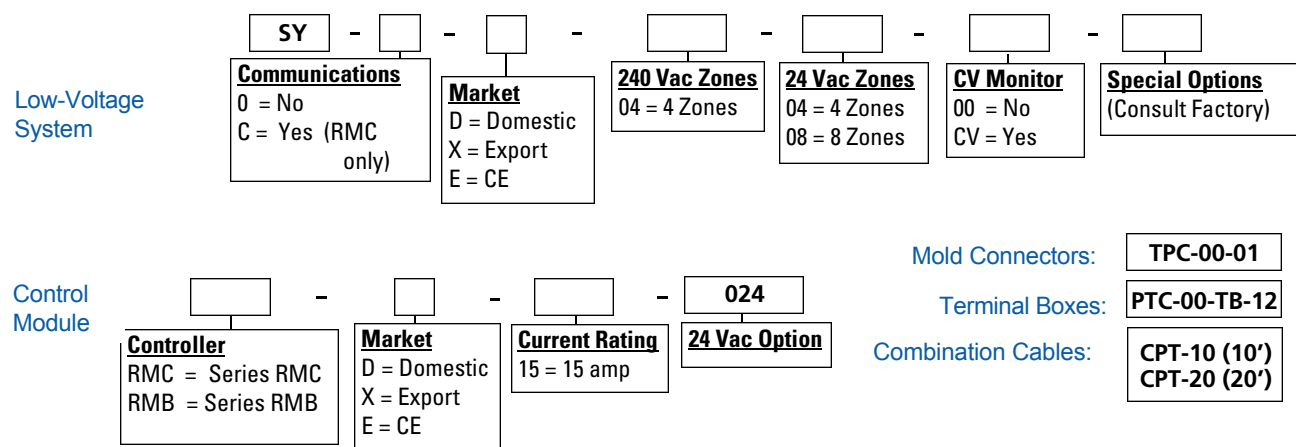 SY - - - - - -
Low-Voltage
System
Communications
0 = No
C = Yes (RMC
only)
Market
D = Domestic
X = Export
E = CE
240 Vac Zones
04 = 4 Zones
24 Vac Zones
04 = 4 Zones
08 = 8 Zones
CV Monitor
00 = No
CV = Yes
Special Options
(Consult Factory)
Control
Module
- - - 024
Controller
RMC = Series RMC
RMB = Series RMB
Market
D = Domestic
X = Export
E = CE
Current Rating
15 = 15 amp
24 Vac Option
Mold Connectors: TPC-00-01
Terminal Boxes: PTC-00-TB-12
Combination Cables: CPT-10 (10’)
CPT-20 (20’)